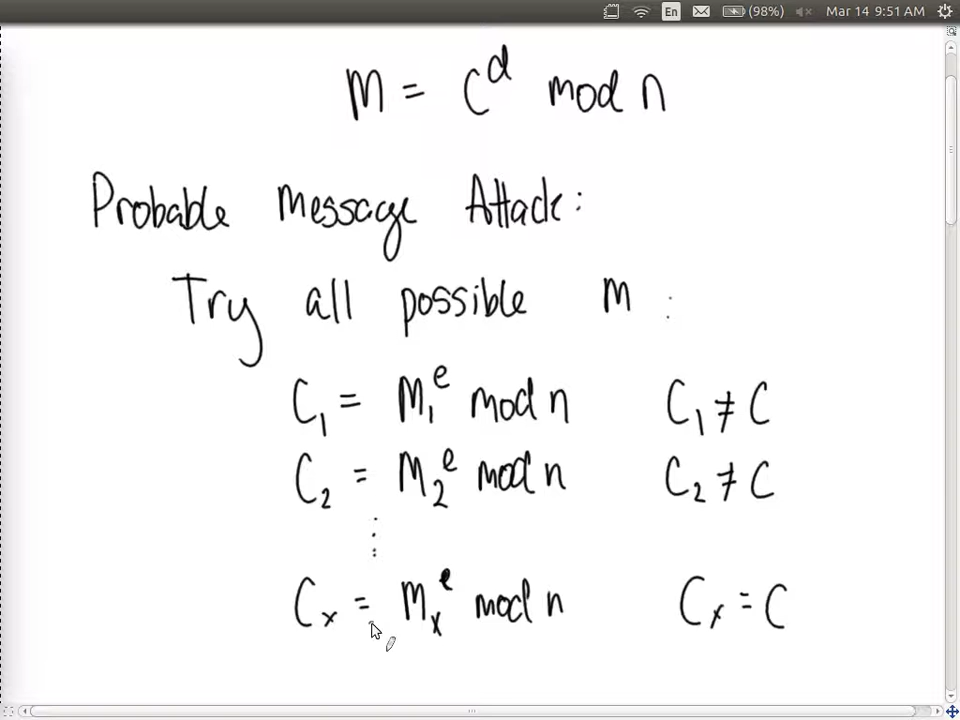 En (98%) Mar 14 9:51 AM
M = C^d mod n
Probable Message Attack:
Try all possible M :
C₁ = M₁^e mod n C₁ ≠ C
C₂ = M₂^e mod n C₂ ≠ C
⋮
Cₓ = Mₓ^e mod n Cₓ = C